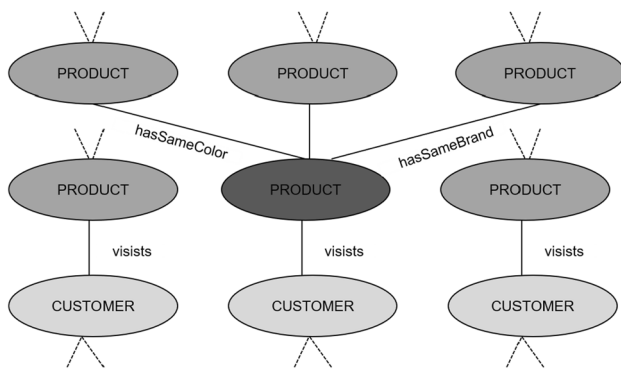 PRODUCT PRODUCT PRODUCT
hasSameColor hasSameBrand
PRODUCT PRODUCT PRODUCT
visists visists visists
CUSTOMER CUSTOMER CUSTOMER